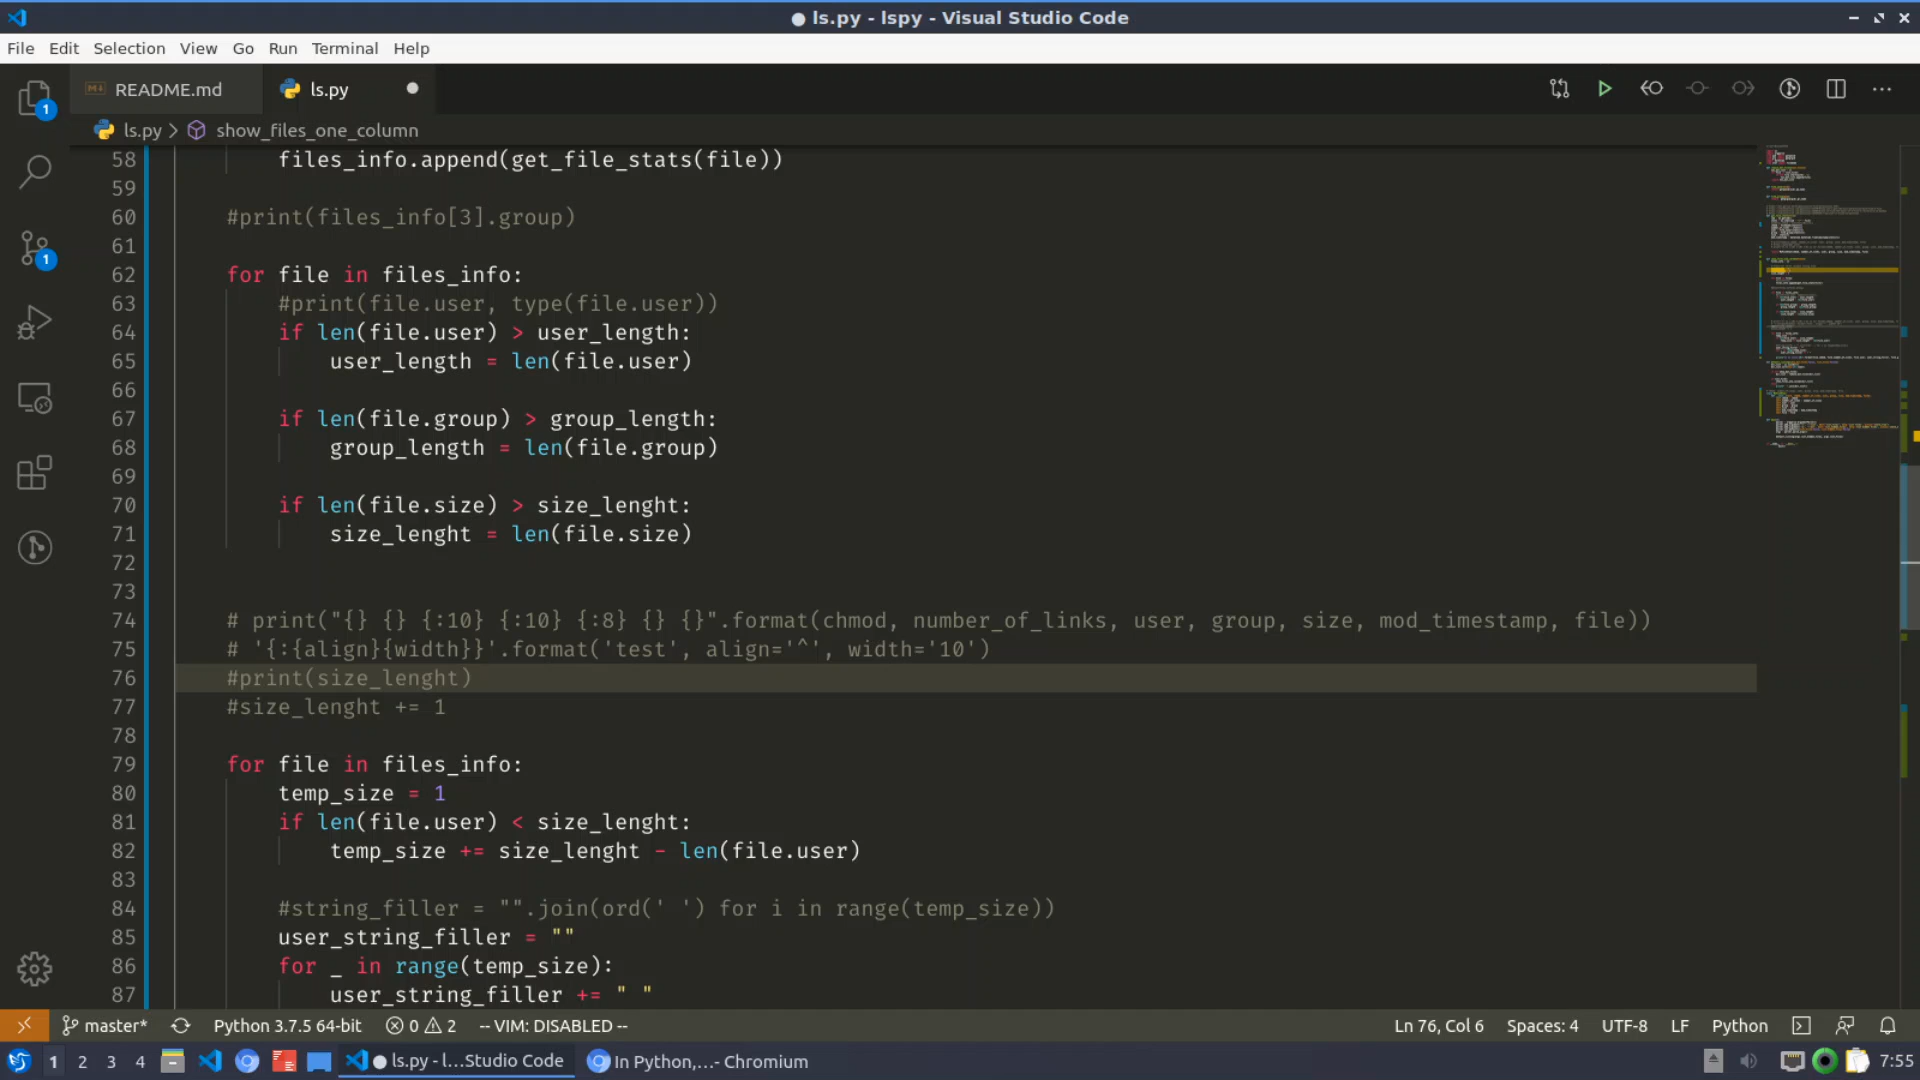 ls.py - lspy - Visual Studio Code
File Edit Selection View Go Run Terminal Help
README.md ls.py
ls.py > show_files_one_column
58 files_info.append(get_file_stats(file))
59
60 #print(files_info[3].group)
61
62 for file in files_info:
63 #print(file.user, type(file.user))
64 if len(file.user) > user_length:
65 user_length = len(file.user)
66
67 if len(file.group) > group_length:
68 group_length = len(file.group)
69
70 if len(file.size) > size_lenght:
71 size_lenght = len(file.size)
72
73
74 # print("{} {} {:10} {:10} {:8} {} {}".format(chmod, number_of_links, user, group, size, mod_timestamp, file))
75 # '{:{align}{width}}'.format('test', align='^', width='10')
76 #print(size_lenght)
77 #size_lenght += 1
78
79 for file in files_info:
80 temp_size = 1
81 if len(file.user) < size_lenght:
82 temp_size += size_lenght - len(file.user)
83
84 #string_filler = "".join(ord(' ') for i in range(temp_size))
85 user_string_filler = ""
86 for _ in range(temp_size):
87 user_string_filler += " "
1
1
master* Python 3.7.5 64-bit 0 2 -- VIM: DISABLED -- Ln 76, Col 6 Spaces: 4 UTF-8 LF Python
1 2 3 4 ls.py - l...Studio Code In Python,...- Chromium 7:55